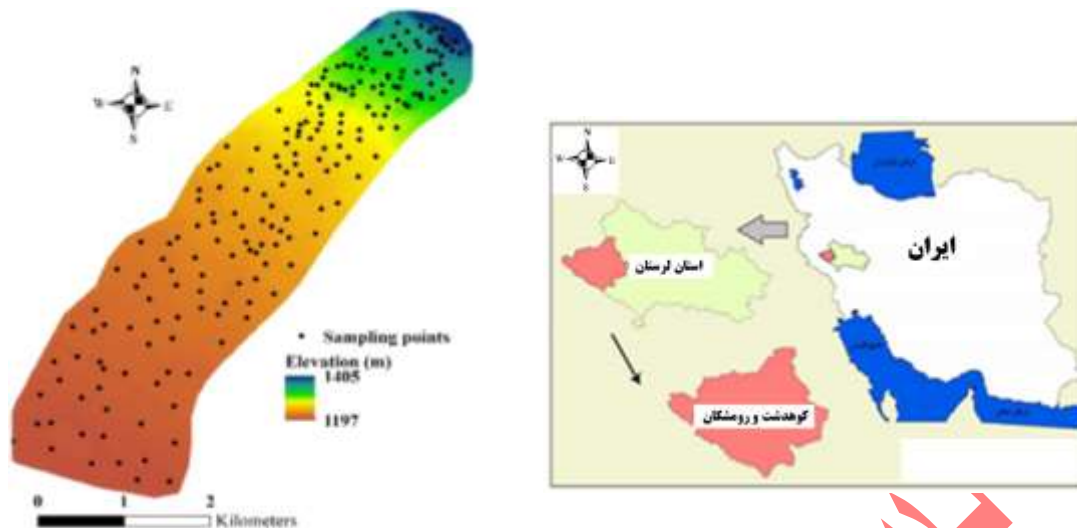 N
W E
S
Sampling points
Elevation (m)
1405
1197
0 1 2
Kilometers
N
W E
S
ایران
استان لرستان
کوهدشت و رومشکان